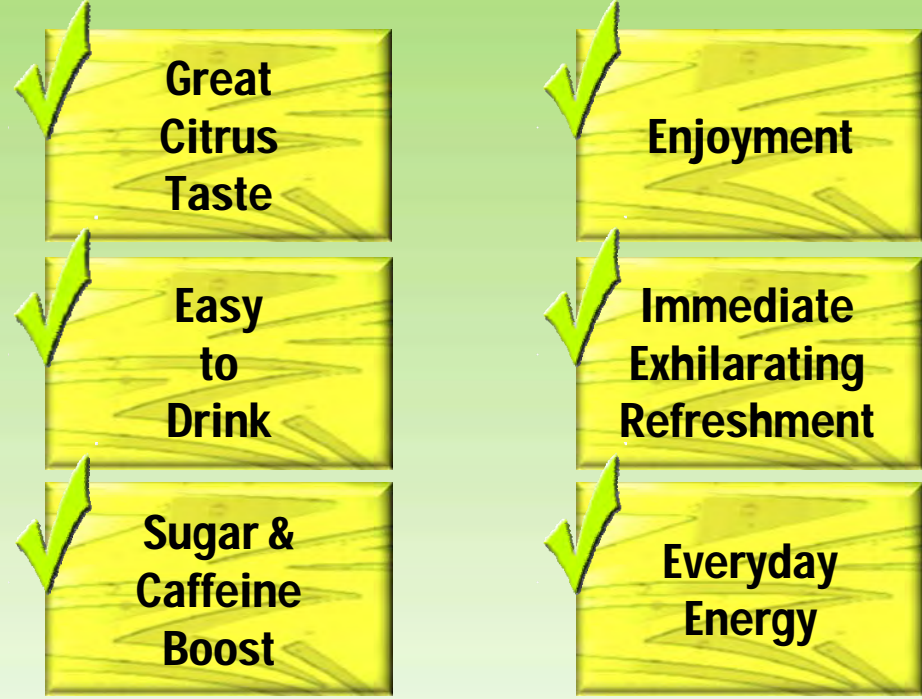 Great
Citrus
Taste
Enjoyment
Easy
to
Drink
Immediate
Exhilarating
Refreshment
Sugar &
Caffeine
Boost
Everyday
Energy